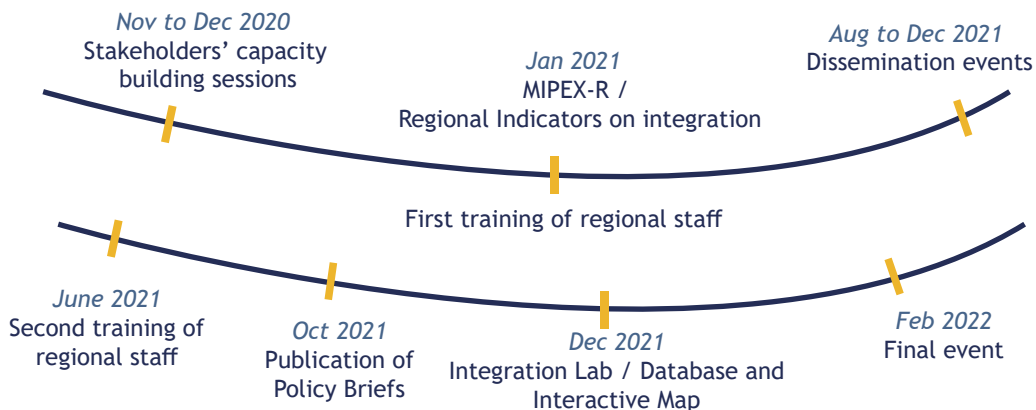 Nov to Dec 2020
Stakeholders’ capacity
building sessions
Jan 2021
MIPEX-R /
Regional Indicators on integration
First training of regional staff
Aug to Dec 2021
Dissemination events
June 2021
Second training of
regional staff
Oct 2021
Publication of
Policy Briefs
Dec 2021
Integration Lab / Database and
Interactive Map
Feb 2022
Final event